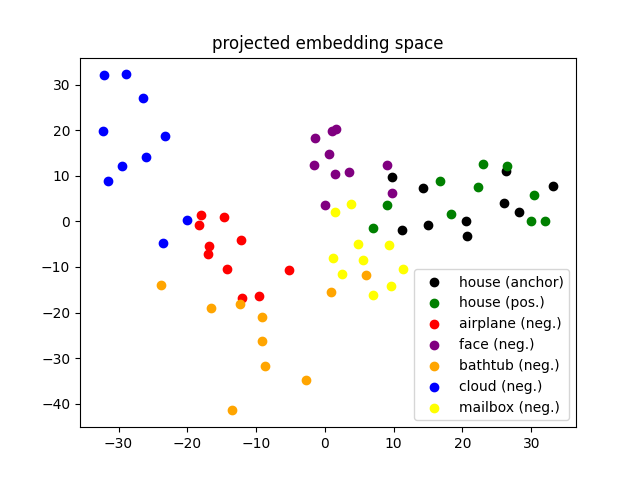 projected embedding space
30
20
10
0
−10
−20
−30
−40
−30
−20
−10
0
10
20
30
house (anchor)
house (pos.)
airplane (neg.)
face (neg.)
bathtub (neg.)
cloud (neg.)
mailbox (neg.)